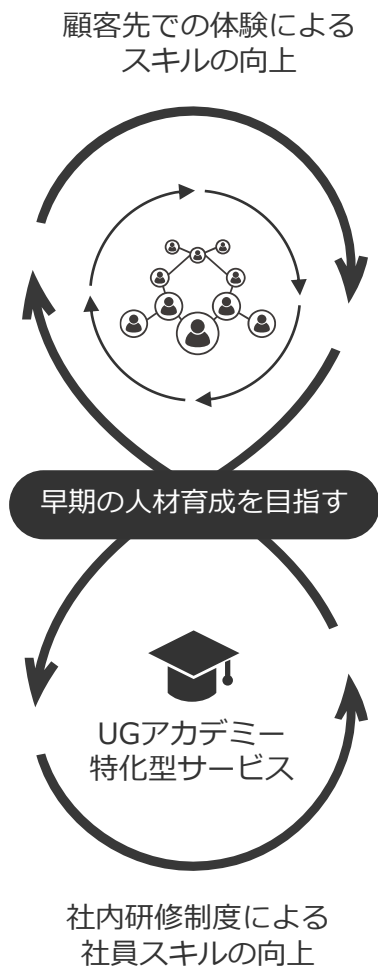 顧客先での体験による
スキルの向上
早期の人材育成を目指す
UGアカデミー
特化型サービス
社内研修制度による
社員スキルの向上